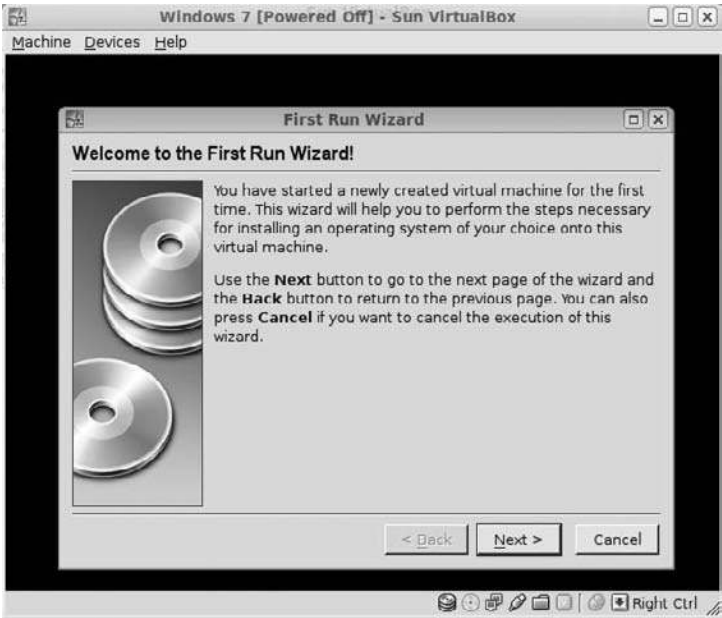 Windows 7 [Powered Off] - Sun VirtualBox
Machine Devices Help
First Run Wizard
Welcome to the First Run Wizard!
You have started a newly created virtual machine for the first
time. This wizard will help you to perform the steps necessary
for installing an operating system of your choice onto this
virtual machine.
Use the Next button to go to the next page of the wizard and
the Back button to return to the previous page. You can also
press Cancel if you want to cancel the execution of this
wizard.
< Back
Next >
Cancel
Right Ctrl